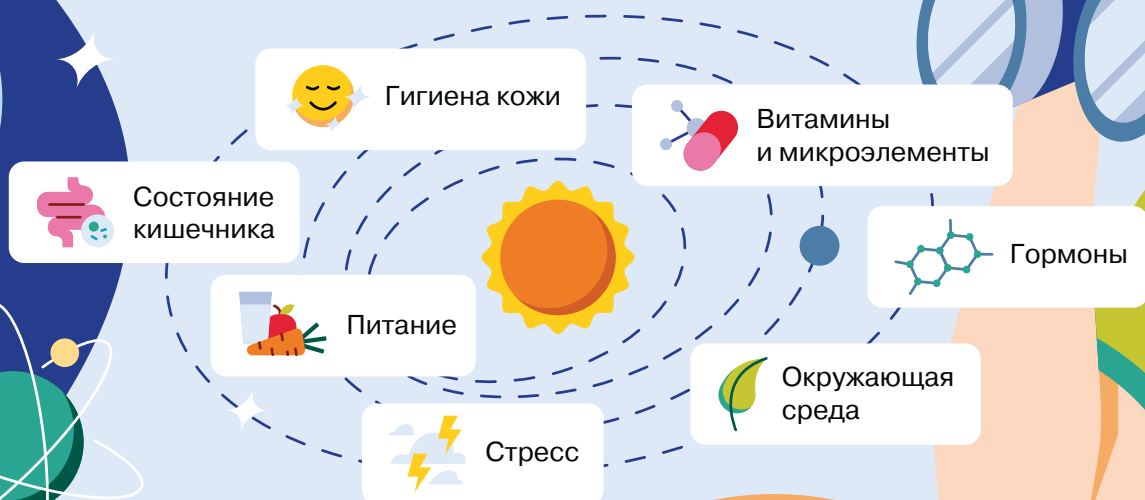 Гигиена кожи
Витамины
и микроэлементы
Состояние
кишечника
Гормоны
Питание
Окружающая
среда
Стресс